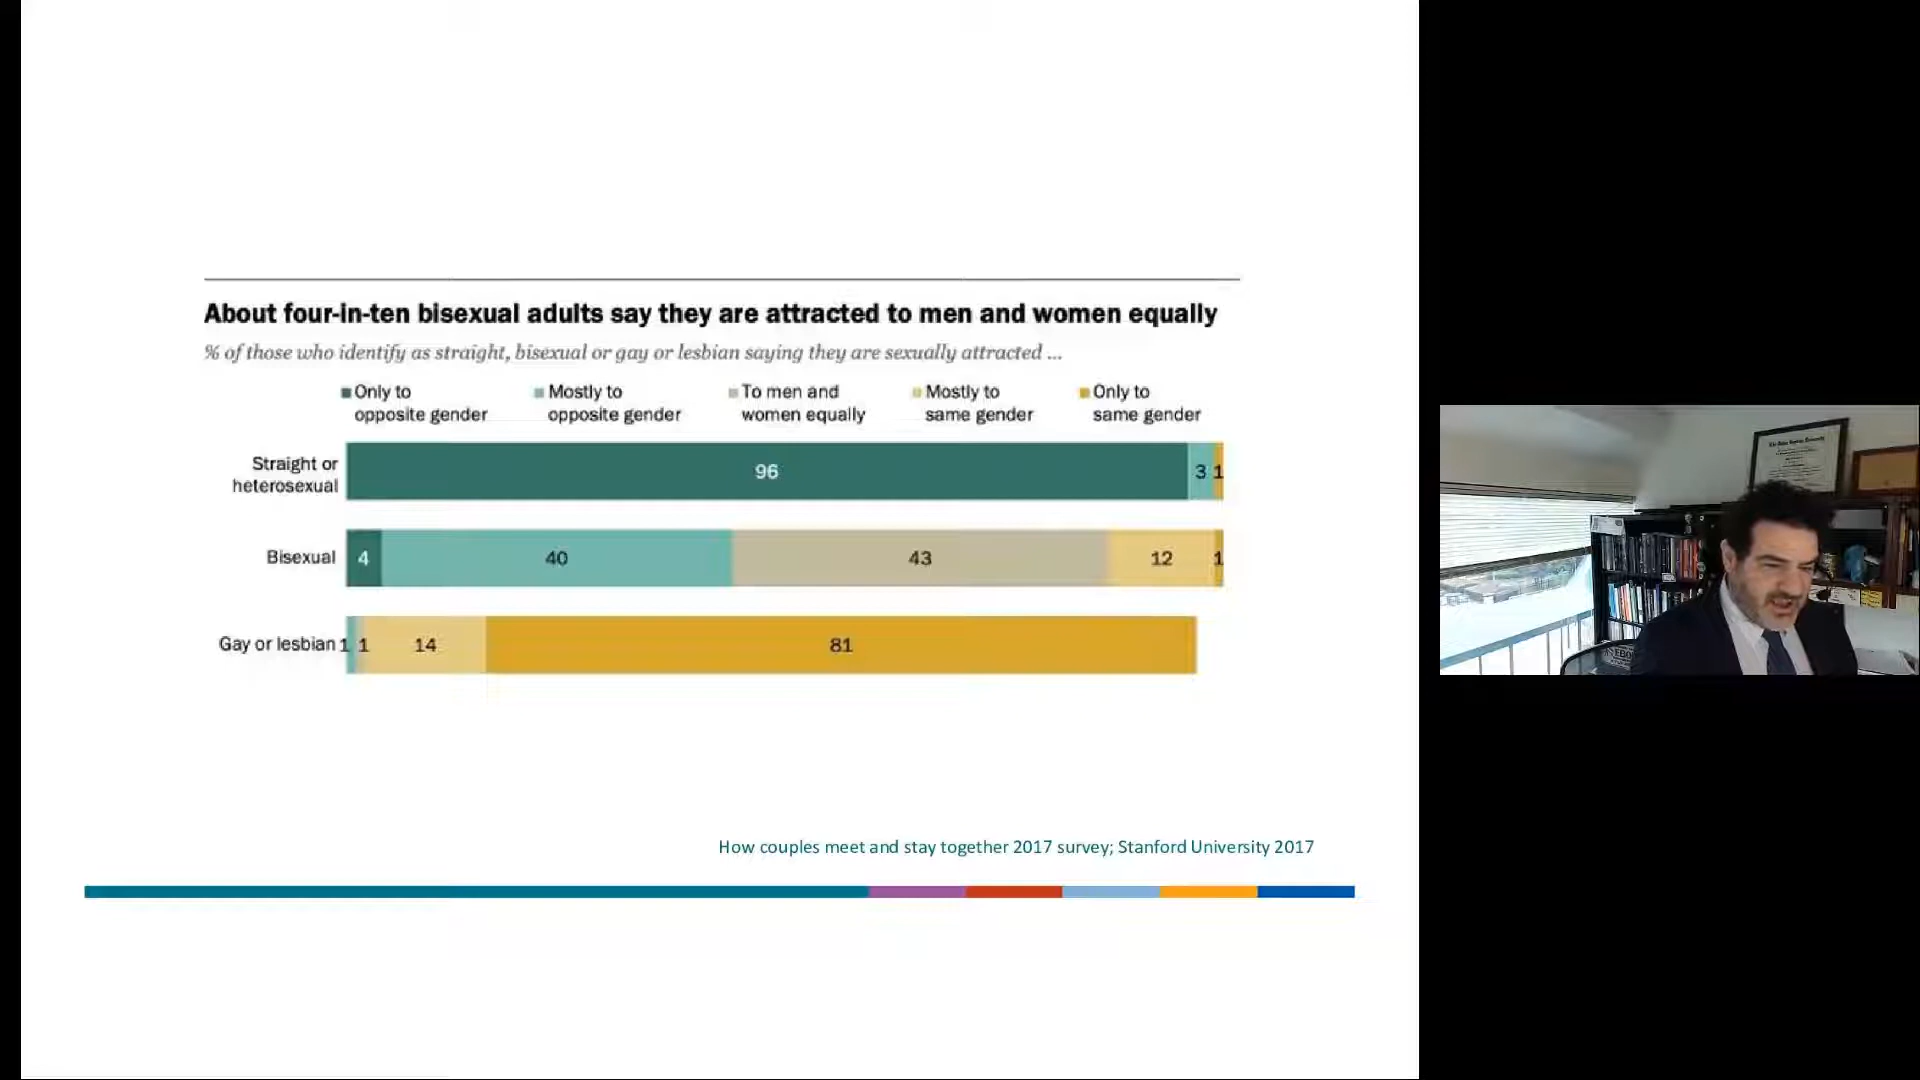 About four-in-ten bisexual adults say they are attracted to men and women equally
% of those who identify as straight, bisexual or gay or lesbian saying they are sexually attracted ...
Only to
opposite gender
Mostly to
opposite gender
To men and
women equally
Mostly to
same gender
Only to
same gender
Straight or
heterosexual
96 3 1
Bisexual 4 40 43 12 1
Gay or lesbian 1 1 14 81
How couples meet and stay together 2017 survey; Stanford University 2017